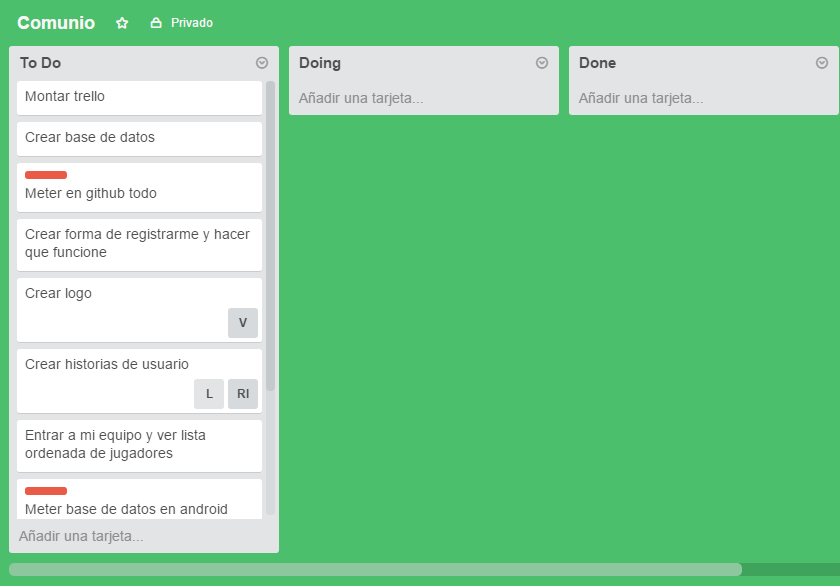 Comunio
Privado
To Do
Montar trello
Crear base de datos
Meter en github todo
Crear forma de registrarme y hacer
que funcione
Crear logo
V
Crear historias de usuario
L RI
Entrar a mi equipo y ver lista
ordenada de jugadores
Meter base de datos en android
Añadir una tarjeta...
Doing
Añadir una tarjeta...
Done
Añadir una tarjeta...